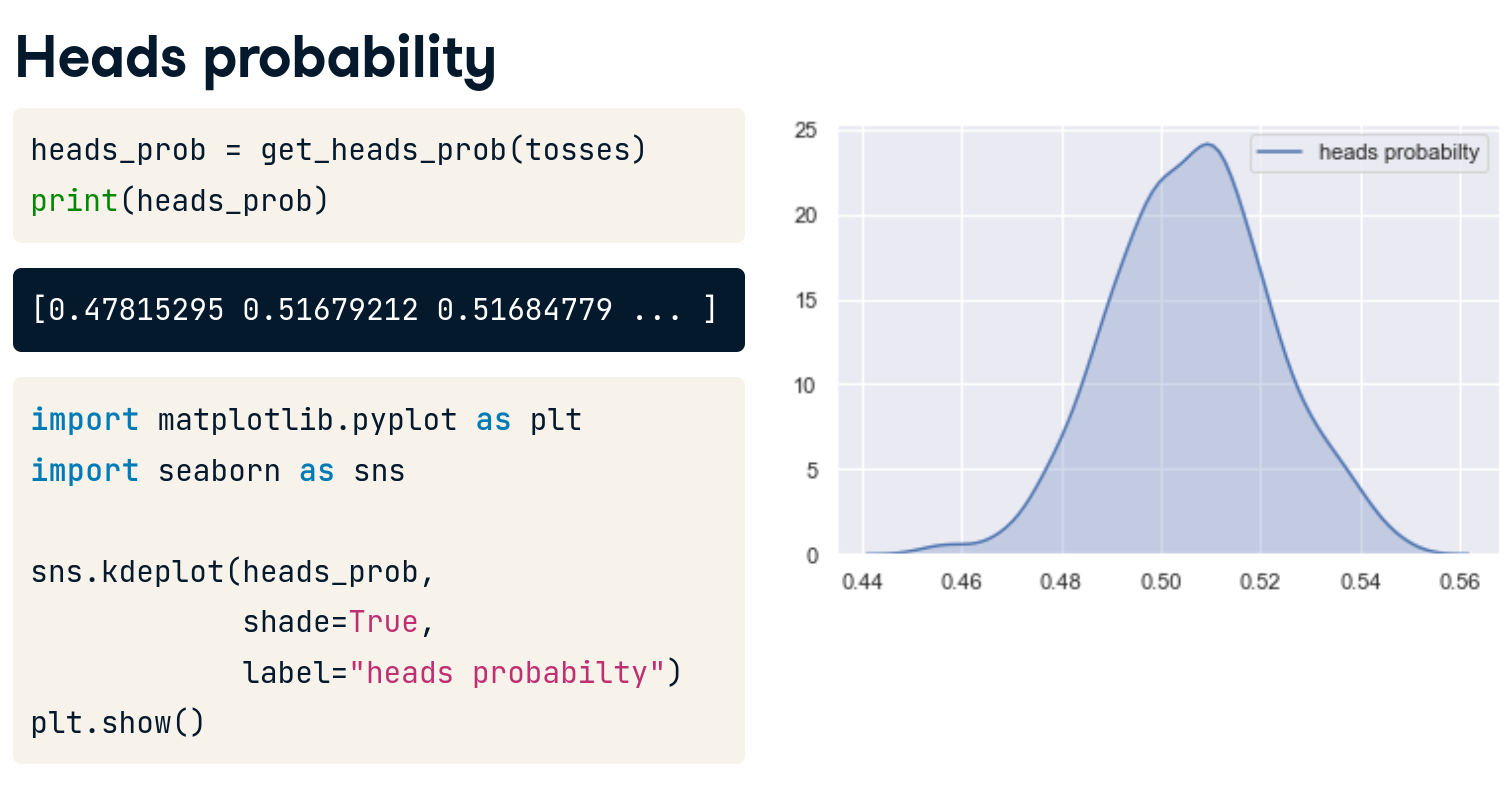 Heads probability
heads_prob = get_heads_prob(tosses)
print(heads_prob)
[0.47815295 0.51679212 0.51684779 ... ]
import matplotlib.pyplot as plt
import seaborn as sns
sns.kdeplot(heads_prob,
            shade=True,
            label="heads probabilty")
plt.show()
heads probabilty
25
20
15
10
5
0
0.44 0.46 0.48 0.50 0.52 0.54 0.56